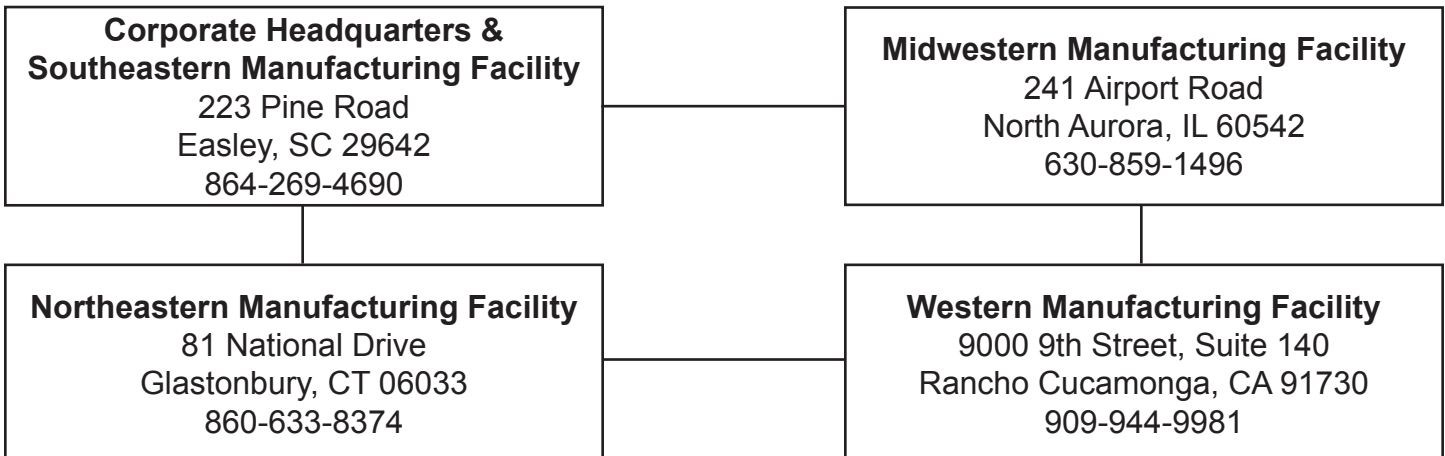 Corporate Headquarters &
Southeastern Manufacturing Facility
223 Pine Road
Easley, SC 29642
864-269-4690
Midwestern Manufacturing Facility
241 Airport Road
North Aurora, IL 60542
630-859-1496
Northeastern Manufacturing Facility
81 National Drive
Glastonbury, CT 06033
860-633-8374
Western Manufacturing Facility
9000 9th Street, Suite 140
Rancho Cucamonga, CA 91730
909-944-9981